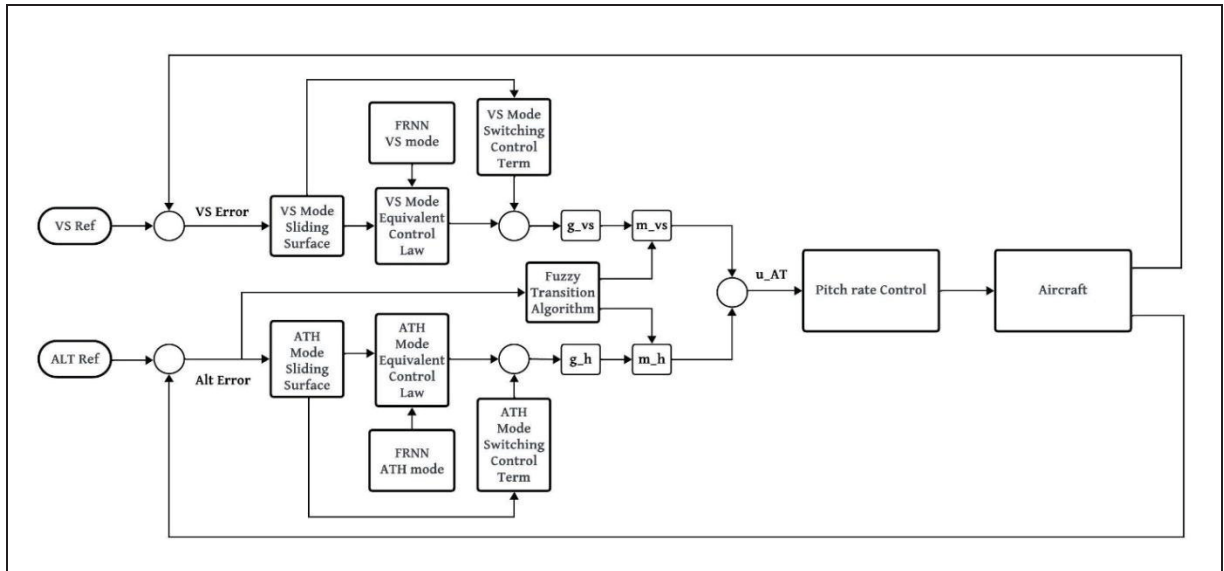 FRNN
VS mode
VS Mode
Switching
Control
Term
VS Ref
VS Error
VS Mode
Sliding
Surface
VS Mode
Equivalent
Control
Law
g_vs
m_vs
Fuzzy
Transition
Algorithm
u_AT
Pitch rate Control
Aircraft
ALT Ref
Alt Error
ATH
Mode
Sliding
Surface
ATH
Mode
Equivalent
Control
Law
g_h
m_h
FRNN
ATH mode
ATH
Mode
Switching
Control
Term